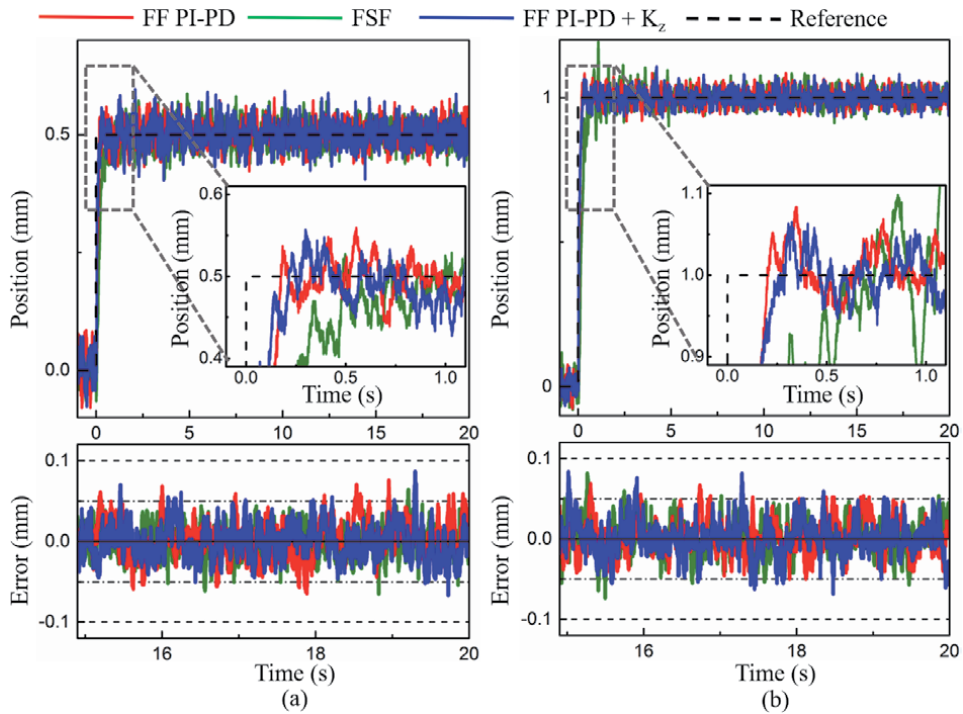 FF PI-PD FSF FF PI-PD + Kz Reference
Position (mm)
0.5
0.0
0 5 10 15 20
Position (mm)
0.6
0.5
0.4
0.0 0.5 1.0
Time (s)
Error (mm)
0.1
0.0
-0.1
16 18 20
Time (s)
(a)
Position (mm)
1
0
0 5 10 15 20
Position (mm)
1.1
1.0
0.9
0.0 0.5 1.0
Time (s)
Error (mm)
0.1
0.0
-0.1
16 18 20
Time (s)
(b)